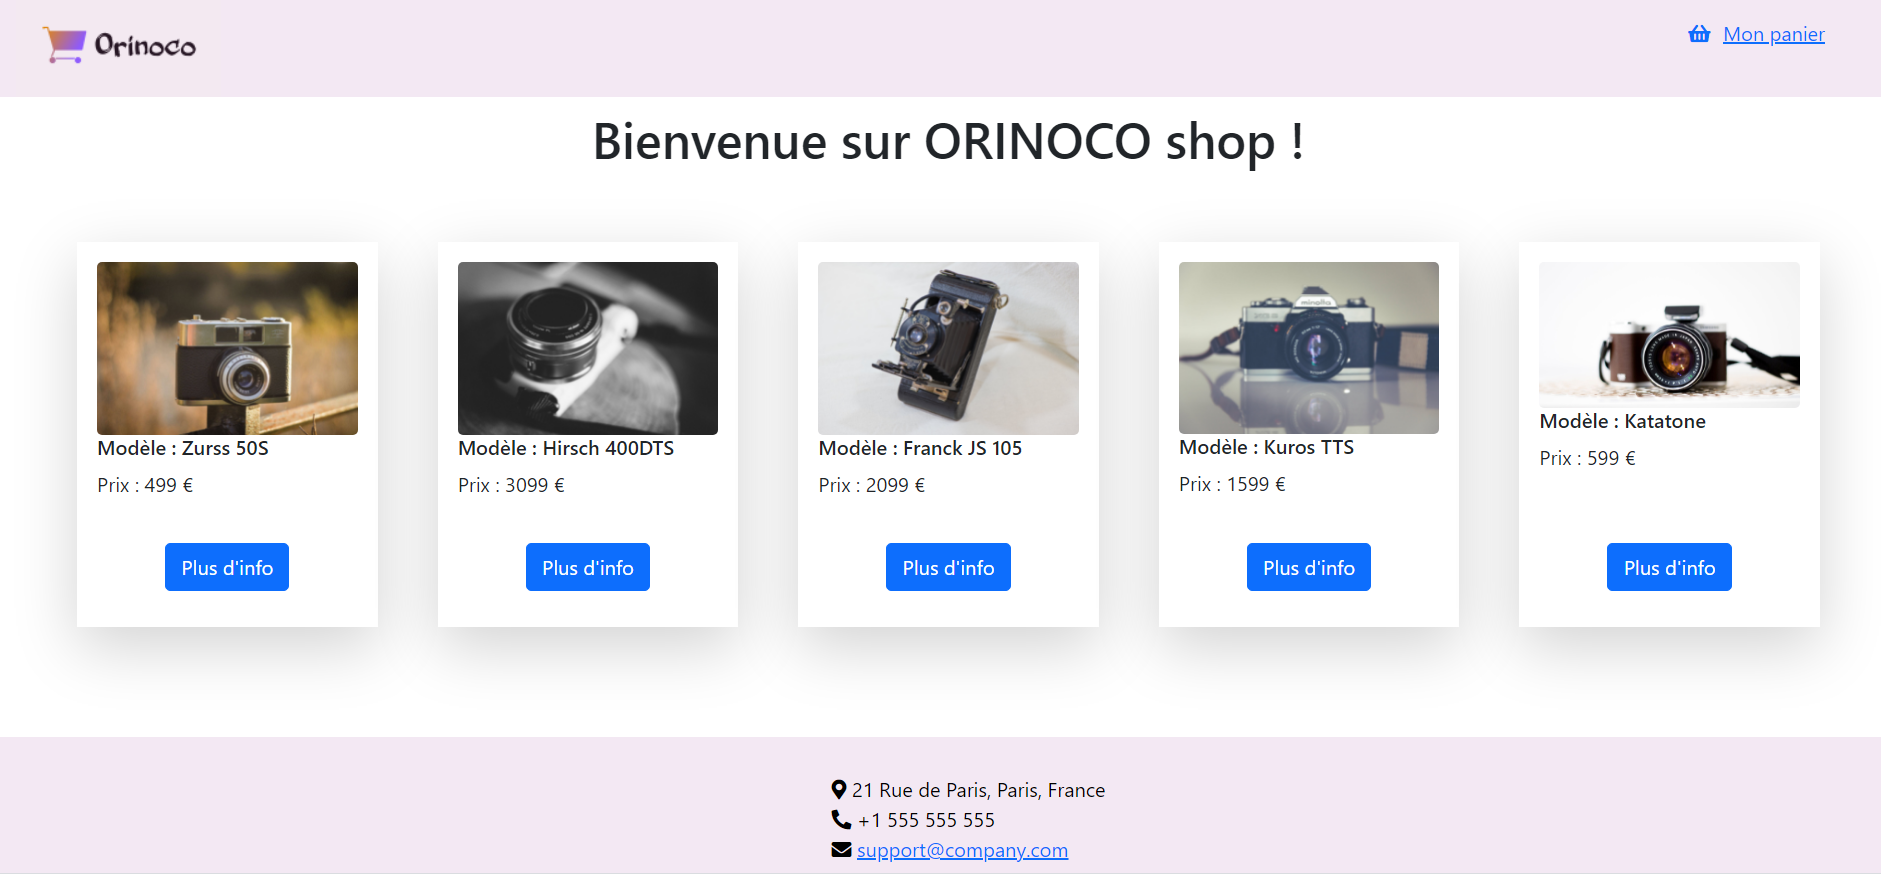 Orinoco
Mon panier
Bienvenue sur ORINOCO shop !
minolta
Modèle : Zurss 50S
Prix : 499 €
Plus d'info
Modèle : Hirsch 400DTS
Prix : 3099 €
Plus d'info
Modèle : Franck JS 105
Prix : 2099 €
Plus d'info
Modèle : Kuros TTS
Prix : 1599 €
Plus d'info
Modèle : Katatone
Prix : 599 €
Plus d'info
21 Rue de Paris, Paris, France
+1 555 555 555
support@company.com